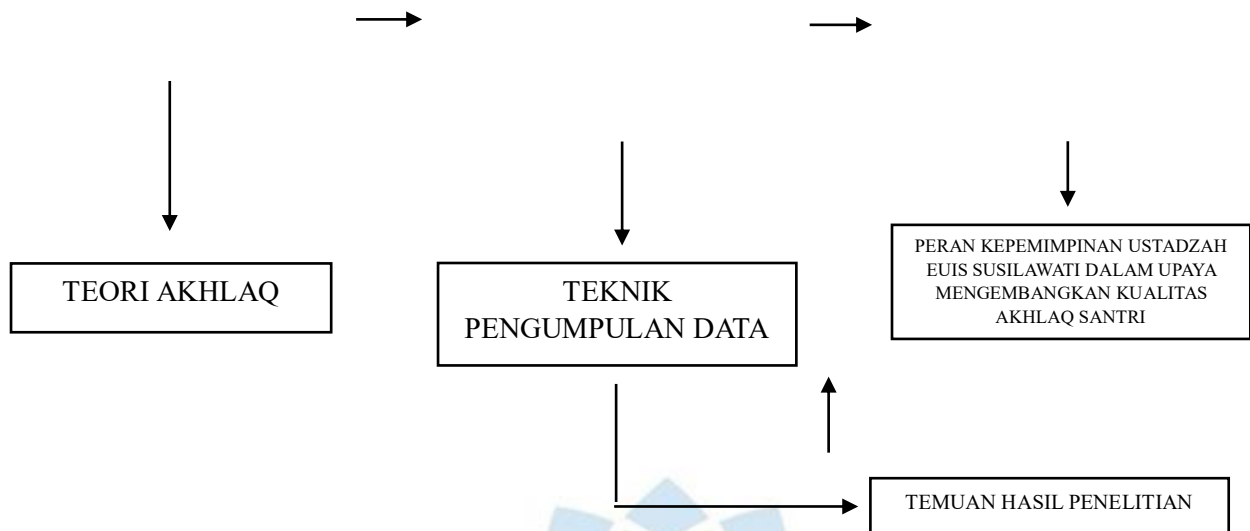 TEORI AKHLAQ
TEKNIK
PENGUMPULAN DATA
PERAN KEPEMIMPINAN USTADZAH
EUIS SUSILAWATI DALAM UPAYA
MENGEMBANGKAN KUALITAS
AKHLAQ SANTRI
TEMUAN HASIL PENELITIAN